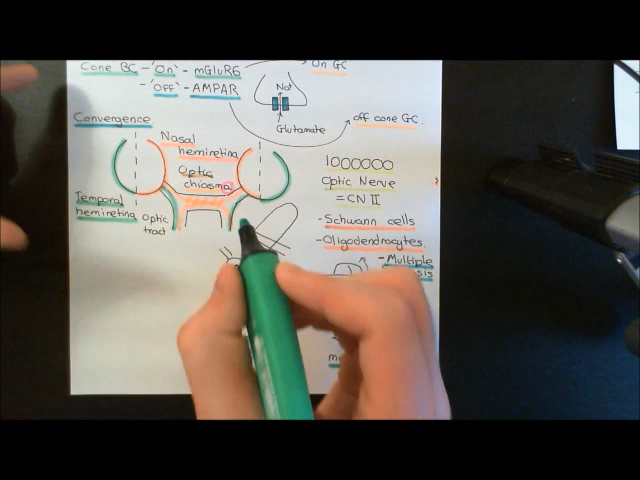 Cone BC - 'On' - mGluR6
On GC
- 'Off' - AMPAR
Na+
Glutamate
off cone GC.
Convergence
Nasal
hemiretina
Optic
chiasma
Temporal
hemiretina
Optic
tract
1000000
Optic Nerve
= CN II
- Schwann cells
- Oligodendrocytes.
- Multiple